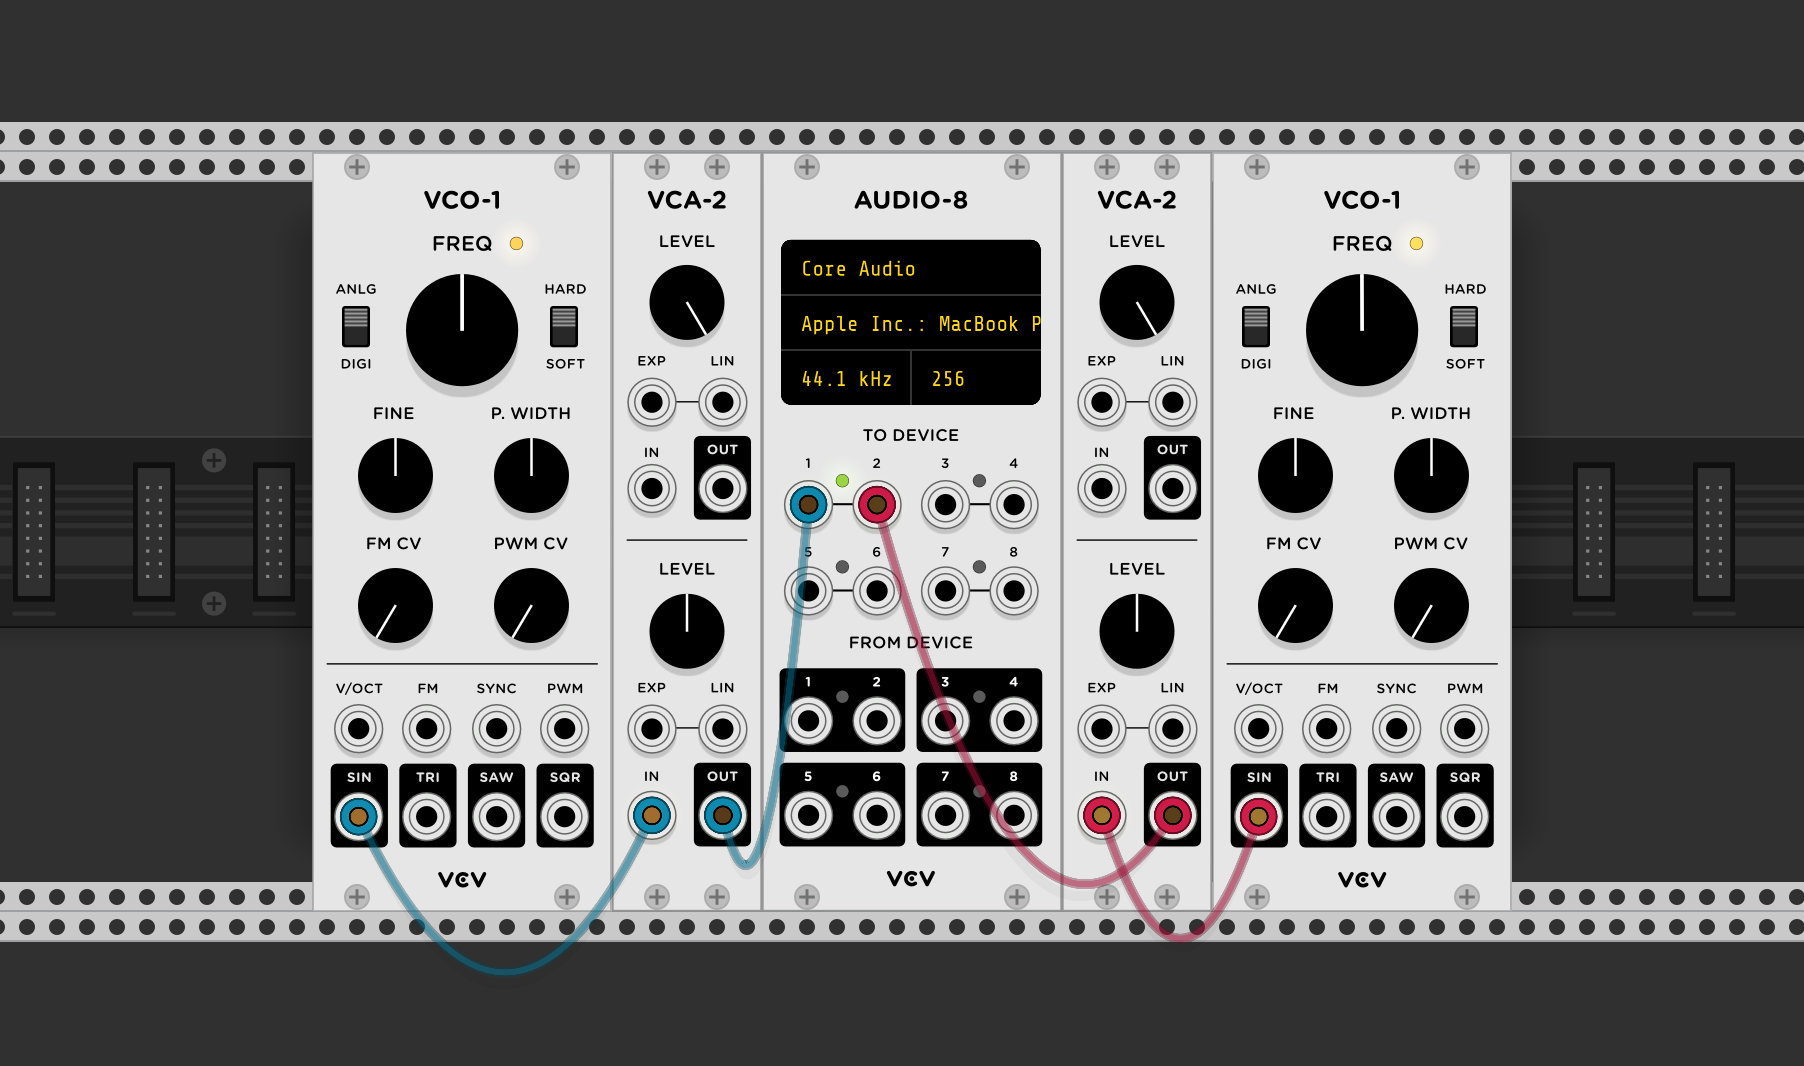 VCO-1
FREQ
ANLG
HARD
DIGI
SOFT
FINE
P. WIDTH
FM CV
PWM CV
V/OCT
FM
SYNC
PWM
SIN
TRI
SAW
SQR
VCV
VCA-2
LEVEL
EXP
LIN
IN
OUT
LEVEL
EXP
LIN
IN
OUT
AUDIO-8
Core Audio
Apple Inc.: MacBook P
44.1 kHz
256
TO DEVICE
1 2 3 4
5 6 7 8
FROM DEVICE
1 2 3 4
5 6 7 8
VCV
VCA-2
LEVEL
EXP
LIN
IN
OUT
LEVEL
EXP
LIN
IN
OUT
VCO-1
FREQ
ANLG
HARD
DIGI
SOFT
FINE
P. WIDTH
FM CV
PWM CV
V/OCT
FM
SYNC
PWM
SIN
TRI
SAW
SQR
VCV